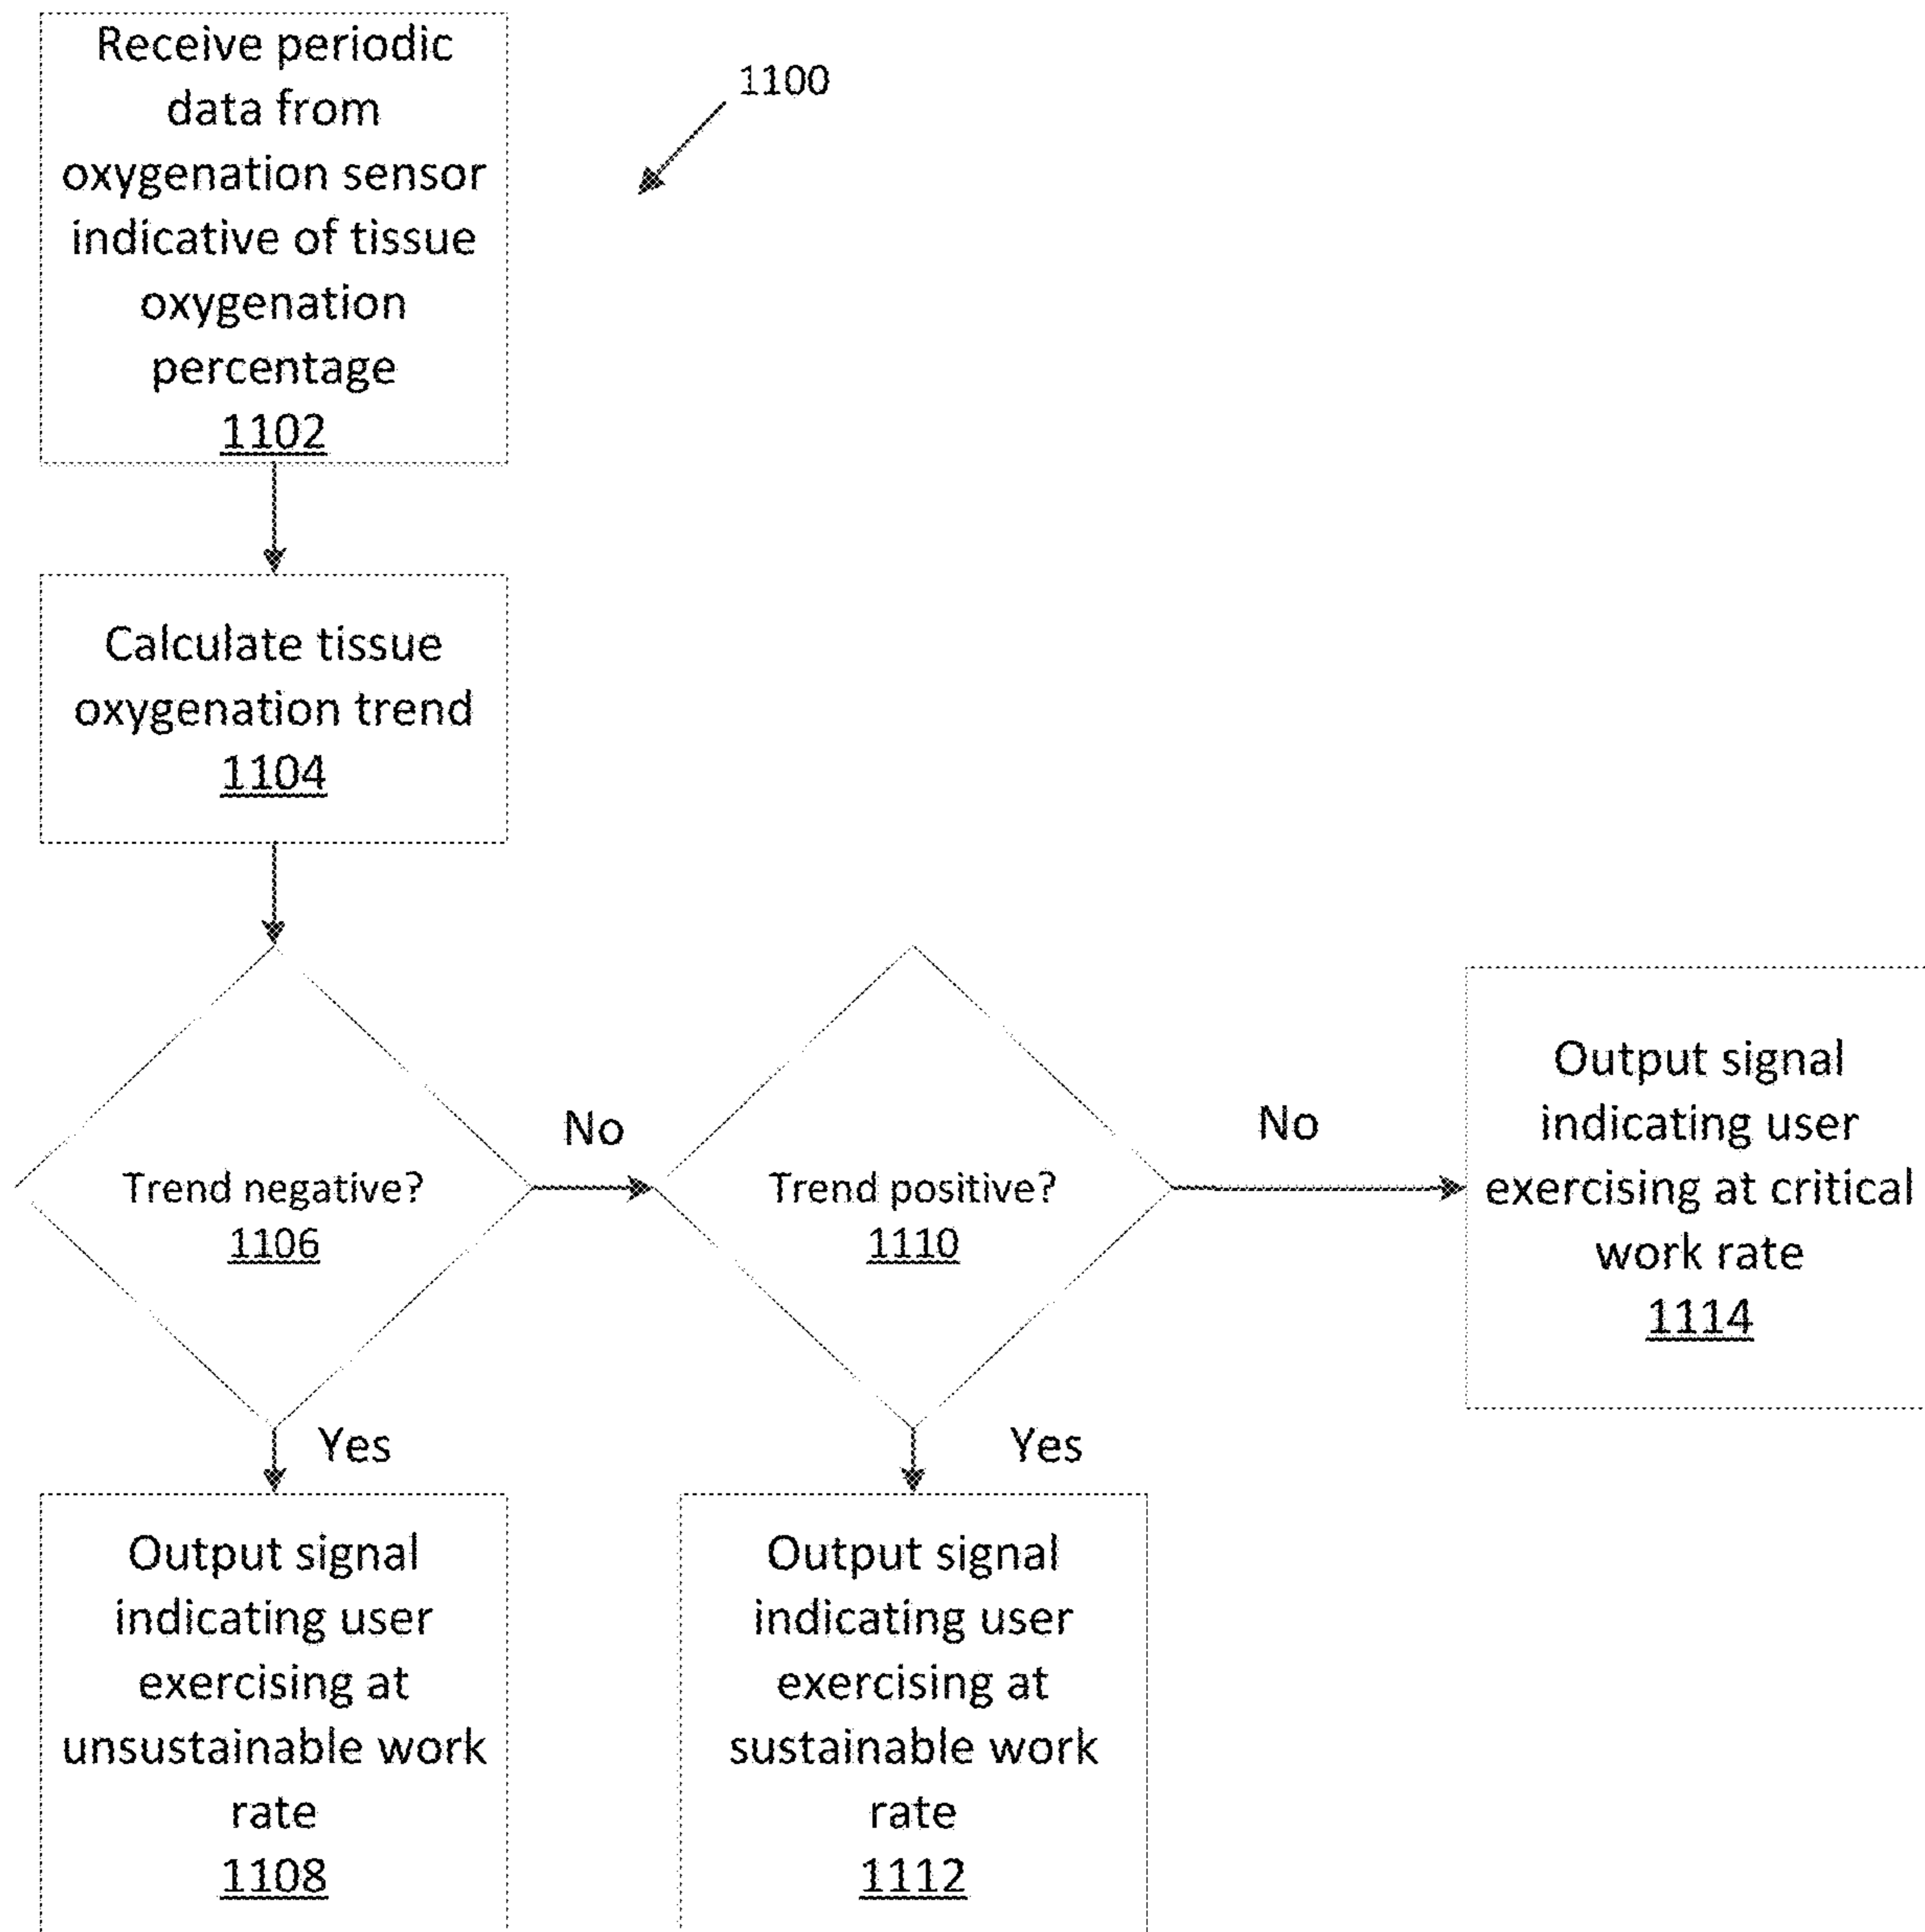 Receive periodic
data from
oxygenation sensor
indicative of tissue
oxygenation
percentage
1102
1100
Calculate tissue
oxygenation trend
1104
Trend negative?
1106
No
Trend positive?
1110
No
Output signal
indicating user
exercising at critical
work rate
1114
Yes
Output signal
indicating user
exercising at
unsustainable work
rate
1108
Yes
Output signal
indicating user
exercising at
sustainable work
rate
1112